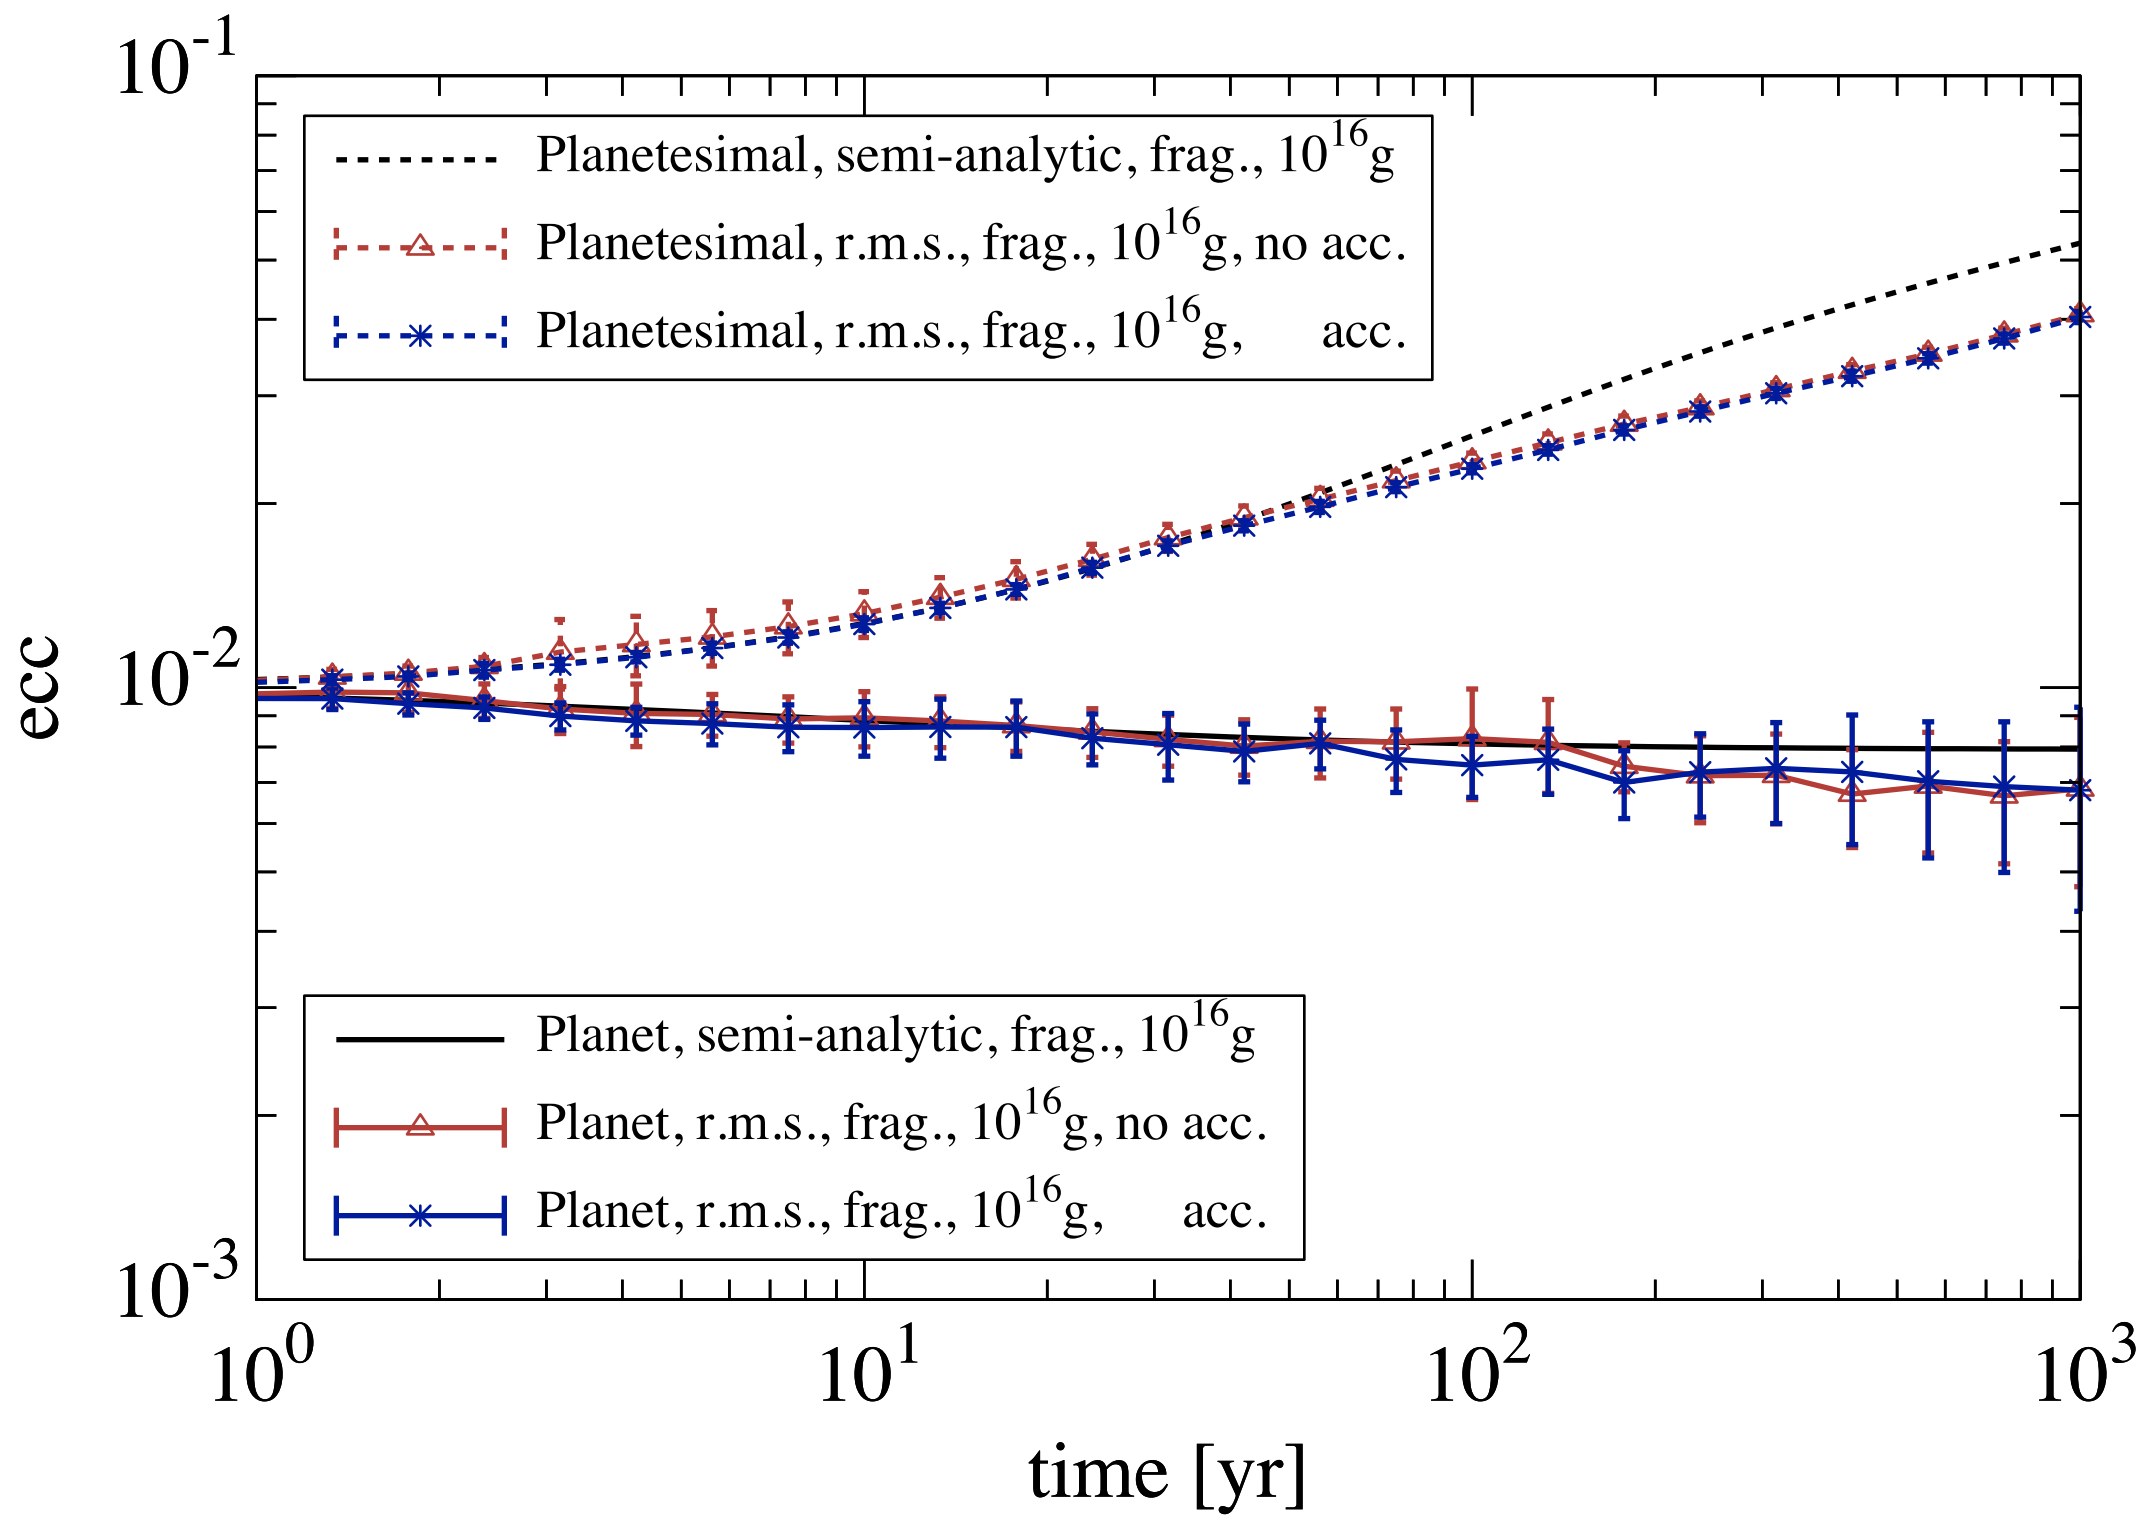 10^-1
Planetesimal, semi-analytic, frag., 10^16g
Planetesimal, r.m.s., frag., 10^16g, no acc.
Planetesimal, r.m.s., frag., 10^16g, acc.
ecc
10^-2
Planet, semi-analytic, frag., 10^16g
Planet, r.m.s., frag., 10^16g, no acc.
Planet, r.m.s., frag., 10^16g, acc.
10^-3
10^0 10^1 10^2 10^3
time [yr]